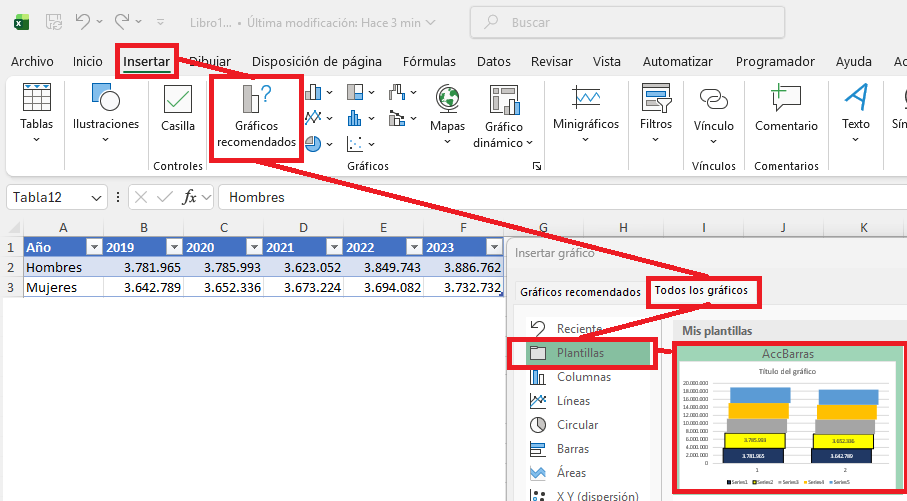 Libro1... • Última modificación: Hace 3 min
Buscar
Archivo Inicio Insertar Dibujar Disposición de página Fórmulas Datos Revisar Vista Automatizar Programador Ayuda Ac
Tablas Ilustraciones Casilla Gráficos recomendados Mapas Gráfico dinámico Minigráficos Filtros Vínculo Comentario Texto Sín
Controles Gráficos Vínculos Comentarios
Tabla12 fx Hombres
A B C D E F G H I J K
1 Año 2019 2020 2021 2022 2023
2 Hombres 3.781.965 3.785.993 3.623.052 3.849.743 3.886.762
3 Mujeres 3.642.789 3.652.336 3.673.224 3.694.082 3.732.732
Insertar gráfico
Gráficos recomendados Todos los gráficos
Reciente
Plantillas
Columnas
Líneas
Circular
Barras
Áreas
X Y (dispersión)
Mis plantillas
AccBarras
Título del gráfico
20.000.000
18.000.000
16.000.000
14.000.000
12.000.000
10.000.000
8.000.000
6.000.000
4.000.000
2.000.000
0
3.785.993 3.652.336
3.781.965 3.642.789
1 2
Series1 Series2 Series3 Series4 Series5